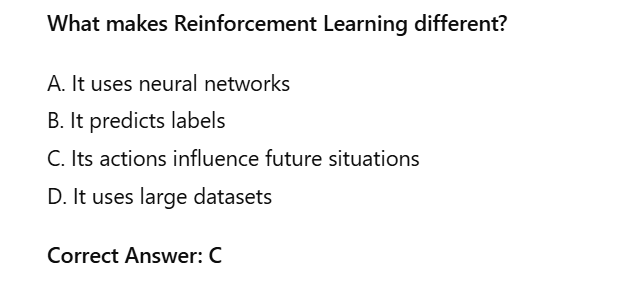 What makes Reinforcement Learning different?
A. It uses neural networks
B. It predicts labels
C. Its actions influence future situations
D. It uses large datasets
Correct Answer: C